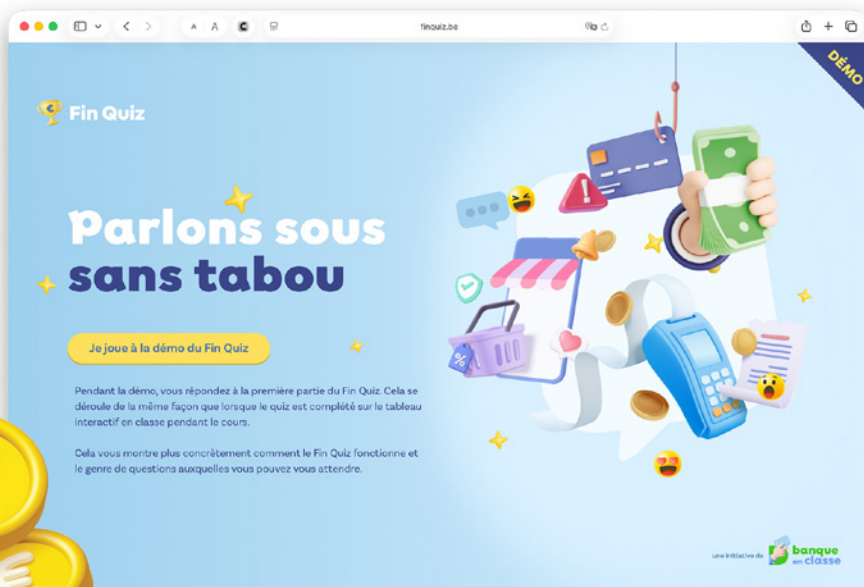 A A
finquiz.be
DÉMO
Fin Quiz
Parlons sous
sans tabou
Je joue à la démo du Fin Quiz
Pendant la démo, vous répondez à la première partie du Fin Quiz. Cela se
déroule de la même façon que lorsque le quiz est complété sur le tableau
interactif en classe pendant le cours.
Cela vous montre plus concrètement comment le Fin Quiz fonctionne et
le genre de questions auxquelles vous pouvez vous attendre.
une initiative de
banque
en classe